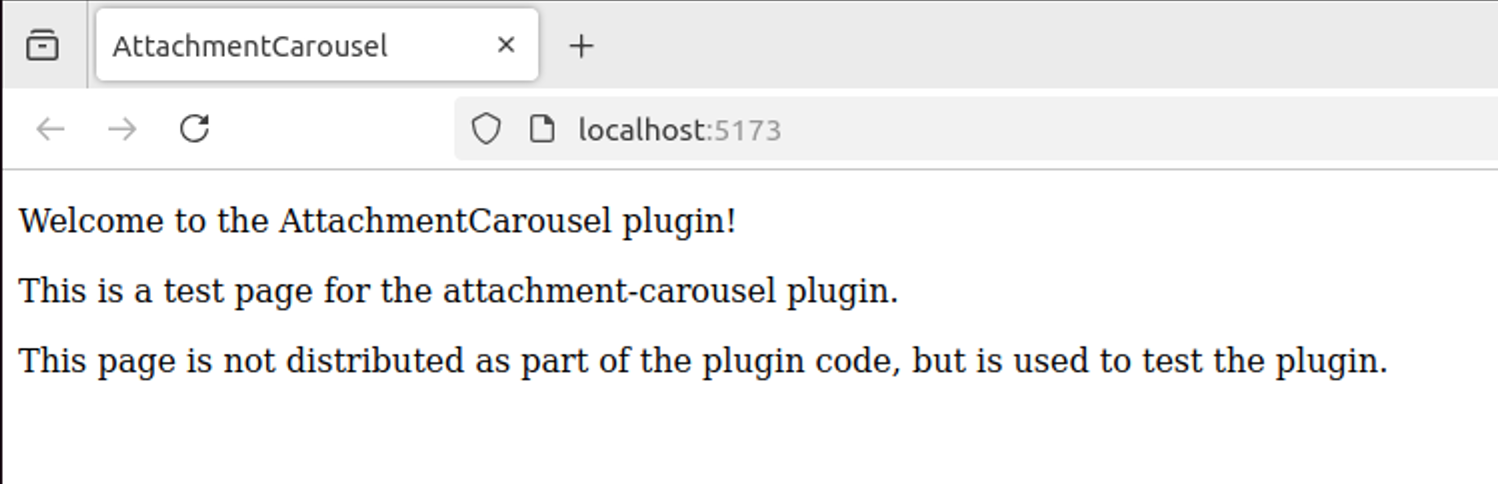 AttachmentCarousel
localhost:5173
Welcome to the AttachmentCarousel plugin!
This is a test page for the attachment-carousel plugin.
This page is not distributed as part of the plugin code, but is used to test the plugin.